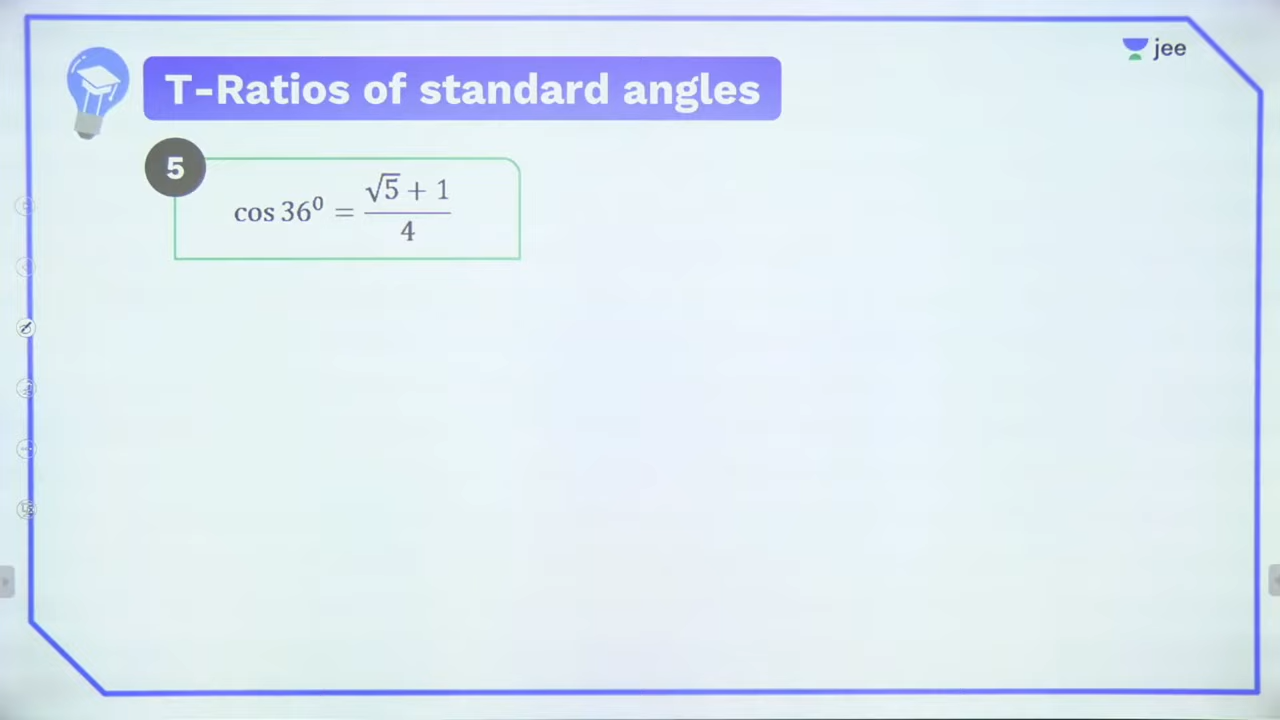 jee
T-Ratios of standard angles
5
cos 36⁰ = (√5 + 1)/4